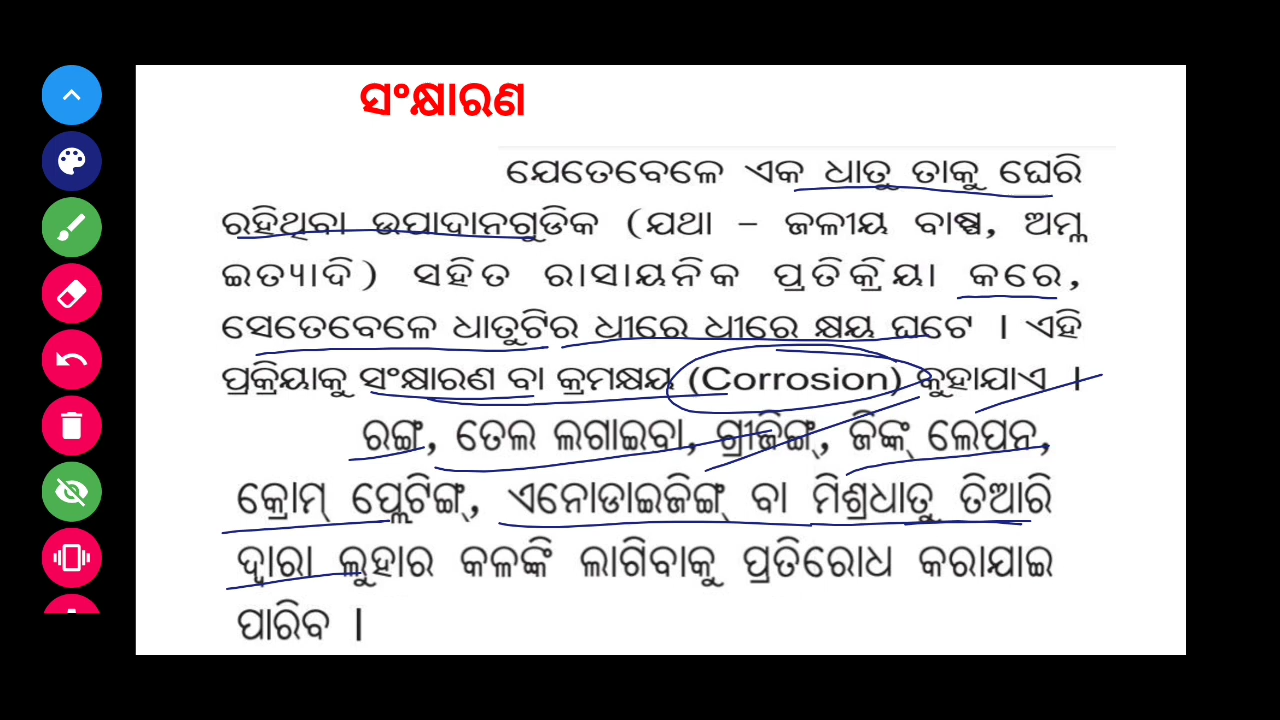 ସଂକ୍ଷାରଣ
ଯେତେବେଳେ ଏକ ଧାତୁ ତାକୁ ଘେରି
ରହିଥିବା ଉପାଦାନଗୁଡିକ (ଯଥା – ଜଳୀୟ ବାଷ୍ପ, ଅମ୍ଳ
ଇତ୍ୟାଦି) ସହିତ ରାସାୟନିକ ପ୍ରତିକ୍ରିୟା କରେ,
ସେତେବେଳେ ଧାତୁଟିର ଧୀରେ ଧୀରେ କ୍ଷୟ ଘଟେ । ଏହି
ପ୍ରକ୍ରିୟାକୁ ସଂକ୍ଷାରଣ ବା କ୍ରମକ୍ଷୟ (Corrosion) କୁହାଯାଏ ।
ରଙ୍ଗ, ତେଲ ଲଗାଇବା, ଗ୍ରୀଜିଙ୍ଗ୍, ଜିଙ୍କ୍ ଲେପନ,
କ୍ରୋମ୍ ପ୍ଲେଟିଙ୍ଗ୍, ଏନୋଡାଇଜିଙ୍ଗ୍ ବା ମିଶ୍ରଧାତୁ ତିଆରି
ଦ୍ୱାରା ଲୁହାର କଳଙ୍କି ଲାଗିବାକୁ ପ୍ରତିରୋଧ କରାଯାଇ
ପାରିବ ।